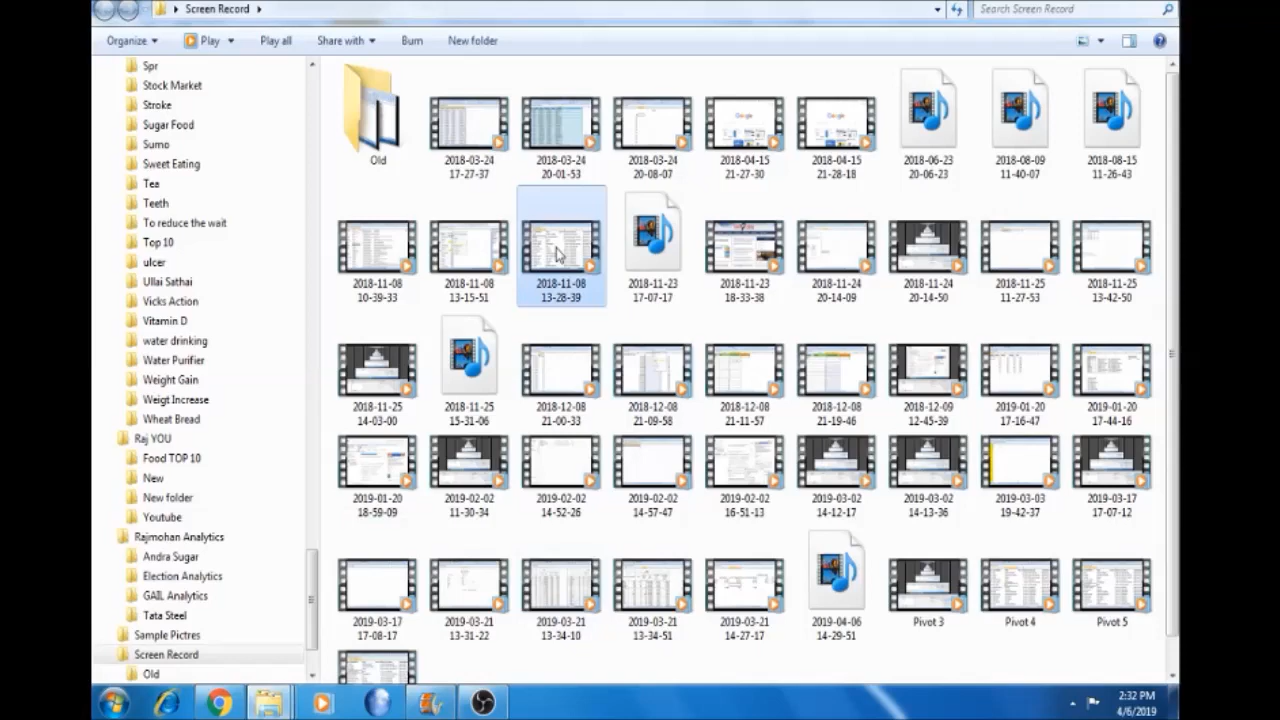 Screen Record
Search Screen Record
Organize
Play
Play all
Share with
Burn
New folder
Spr
Stock Market
Stroke
Sugar Food
Sumo
Sweet Eating
Tea
Teeth
To reduce the wait
Top 10
ulcer
Ullai Sathai
Vicks Action
Vitamin D
water drinking
Water Purifier
Weight Gain
Weigt Increase
Wheat Bread
Raj YOU
Food TOP 10
New
New folder
Youtube
Rajmohan Analytics
Andra Sugar
Election Analytics
GAIL Analytics
Tata Steel
Sample Pictres
Screen Record
Old
Old
2018-03-24
17-27-37
2018-03-24
20-01-53
2018-03-24
20-08-07
2018-04-15
21-27-30
2018-04-15
21-28-18
2018-06-23
20-06-23
2018-08-09
11-40-07
2018-08-15
11-26-43
2018-11-08
10-39-33
2018-11-08
13-15-51
2018-11-08
13-28-39
2018-11-23
17-07-17
2018-11-23
18-33-38
2018-11-24
20-14-09
2018-11-24
20-14-50
2018-11-25
11-27-53
2018-11-25
13-42-50
2018-11-25
14-03-00
2018-11-25
15-31-06
2018-12-08
21-00-33
2018-12-08
21-09-58
2018-12-08
21-11-57
2018-12-08
21-19-46
2018-12-09
12-45-39
2019-01-20
17-16-47
2019-01-20
17-44-16
2019-01-20
18-59-09
2019-02-02
11-30-34
2019-02-02
14-52-26
2019-02-02
14-57-47
2019-02-02
16-51-13
2019-03-02
14-12-17
2019-03-02
14-13-36
2019-03-03
19-42-37
2019-03-17
17-07-12
2019-03-17
17-08-17
2019-03-21
13-31-22
2019-03-21
13-34-10
2019-03-21
13-34-51
2019-03-21
14-27-17
2019-04-06
14-29-51
Pivot 3
Pivot 4
Pivot 5
2:32 PM
4/6/2019